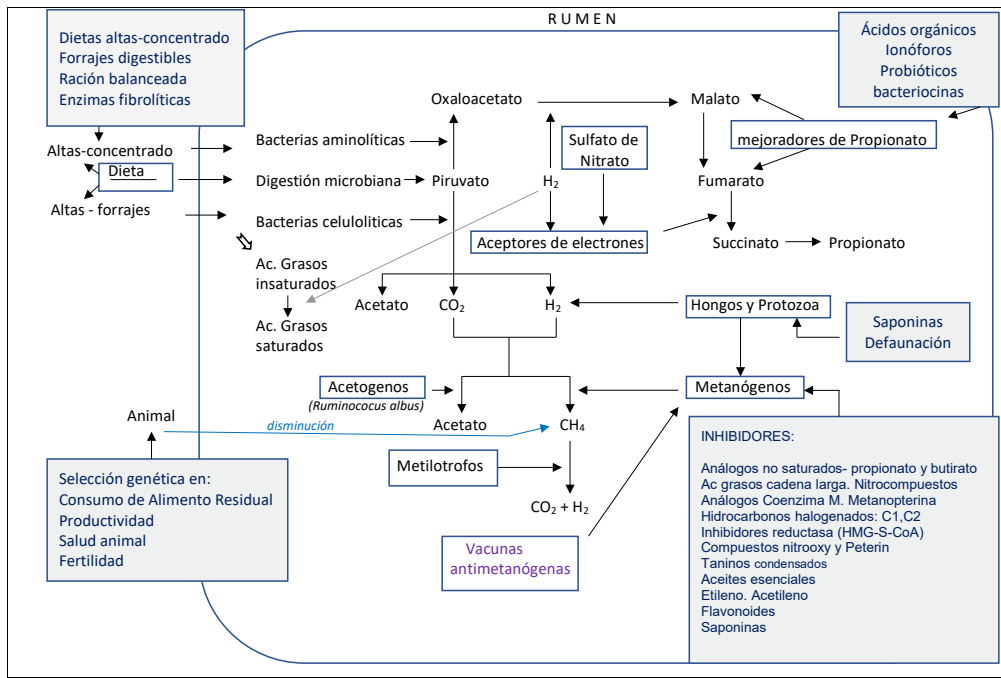 R U M E N
Dietas altas-concentrado
Forrajes digestibles
Ración balanceada
Enzimas fibrolíticas
Ácidos orgánicos
Ionóforos
Probióticos
bacteriocinas
Oxaloacetato
Malato
Altas-concentrado
Bacterias aminolíticas
Sulfato de
Nitrato
mejoradores de Propionato
Dieta
Digestión microbiana
Piruvato
H₂
Fumarato
Altas - forrajes
Bacterias celuloliticas
Aceptores de electrones
Succinato
Propionato
Ac. Grasos
insaturados
Ac. Grasos
saturados
Acetato
CO₂
H₂
Hongos y Protozoa
Saponinas
Defaunación
Acetogenos
(Ruminococus albus)
Metanógenos
Animal
disminución
Acetato
CH₄
Metilotrofos
CO₂ + H₂
Selección genética en:
Consumo de Alimento Residual
Productividad
Salud animal
Fertilidad
Vacunas
antimetanógenas
INHIBIDORES:
Análogos no saturados- propionato y butirato
Ac grasos cadena larga. Nitrocompuestos
Análogos Coenzima M. Metanopterina
Hidrocarbonos halogenados: C1,C2
Inhibidores reductasa (HMG-S-CoA)
Compuestos nitrooxy y Peterin
Taninos condensados
Aceites esenciales
Etileno. Acetileno
Flavonoides
Saponinas